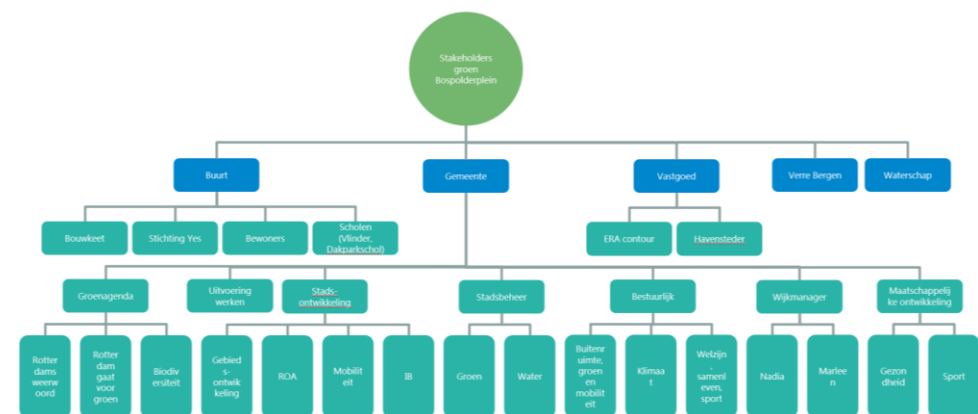 Stakeholders
groen
Bospolderplein
Buurt
Gemeente
Vastgoed
Verre Bergen
Waterschap
Bouwkeet
Stichting Yes
Bewoners
Scholen
(Vlinder,
Dakparkschol)
ERA contour
Havensteder
Groenagenda
Uitvoering
werken
Stads-
ontwikkeling
Stadsbeheer
Bestuurlijk
Wijkmanager
Maatschappelij
ke ontwikkeling
Rotter
dams
weerw
oord
Rotter
dam
gaat
voor
groen
Biodiv
ersiteit
Gebied
s-
ontwik
keling
ROA
Mobilit
eit
IB
Groen
Water
Buitenr
uimte,
groen
en
mobilit
eit
Klimaa
t
Welzijn
,
samenl
even,
sport
Nadia
Marlee
n
Gezon
dheid
Sport